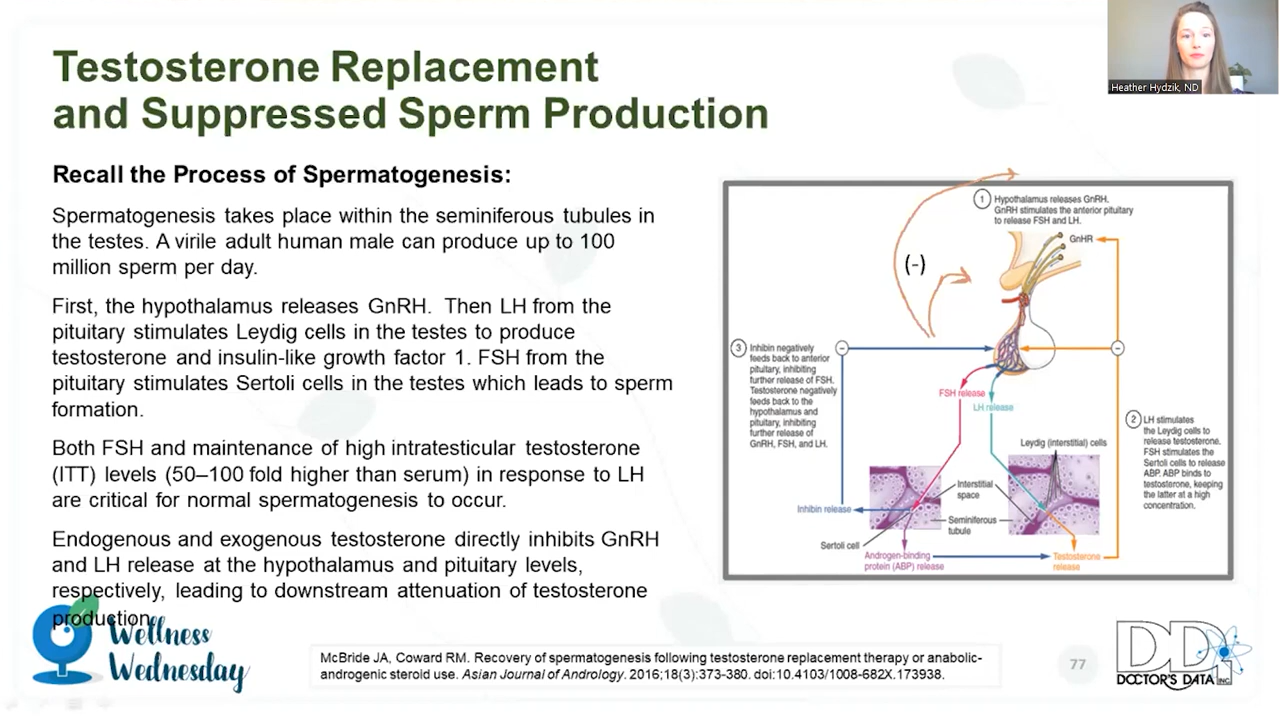 Heather Hydzik, ND
Testosterone Replacement
and Suppressed Sperm Production
Recall the Process of Spermatogenesis:
Spermatogenesis takes place within the seminiferous tubules in
the testes. A virile adult human male can produce up to 100
million sperm per day.
First, the hypothalamus releases GnRH. Then LH from the
pituitary stimulates Leydig cells in the testes to produce
testosterone and insulin-like growth factor 1. FSH from the
pituitary stimulates Sertoli cells in the testes which leads to sperm
formation.
Both FSH and maintenance of high intratesticular testosterone
(ITT) levels (50–100 fold higher than serum) in response to LH
are critical for normal spermatogenesis to occur.
Endogenous and exogenous testosterone directly inhibits GnRH
and LH release at the hypothalamus and pituitary levels,
respectively, leading to downstream attenuation of testosterone
production.
1 Hypothalamus releases GnRH.
GnRH stimulates the anterior pituitary
to release FSH and LH.
GnHR
(-)
3 Inhibin negatively
feeds back to anterior
pituitary, inhibiting
further release of FSH.
Testosterone negatively
feeds back to the
hypothalamus and
pituitary, inhibiting
further release of
GnRH, FSH, and LH.
−
−
FSH release
LH release
2 LH stimulates
the Leydig cells to
release testosterone.
FSH stimulates the
Sertoli cells to release
ABP. ABP binds to
testosterone, keeping
the latter at a high
concentration.
Leydig (interstitial) cells
Interstitial
space
Inhibin release
Seminiferous
tubule
Sertoli cell
Androgen-binding
protein (ABP) release
Testosterone
release
Wellness
Wednesday
McBride JA, Coward RM. Recovery of spermatogenesis following testosterone replacement therapy or anabolic-
androgenic steroid use. Asian Journal of Andrology. 2016;18(3):373-380. doi:10.4103/1008-682X.173938.
77
DDI
DOCTOR'S DATA INC.